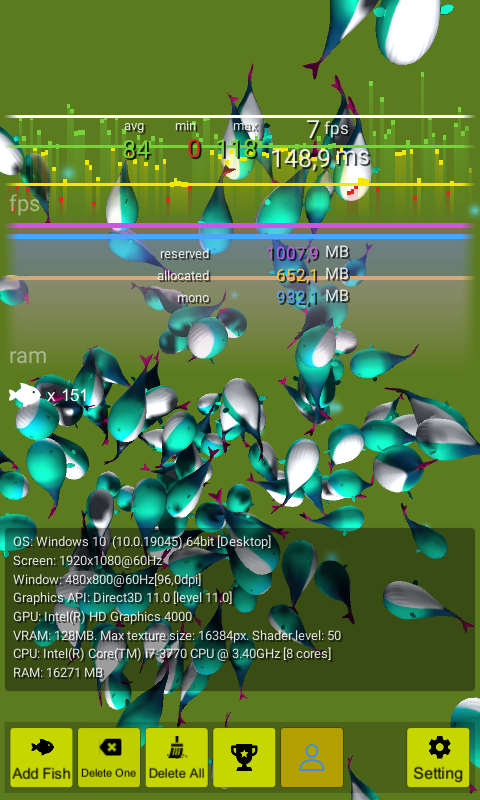 avg min max 7 fps
84 0 118 148,9 ms
fps
reserved 1007,9 MB
allocated 652,1 MB
mono 932,1 MB
ram
x 151
OS: Windows 10 (10.0.19045) 64bit [Desktop]
Screen: 1920x1080@60Hz
Window: 480x800@60Hz[96,0dpi]
Graphics API: Direct3D 11.0 [level 11.0]
GPU: Intel(R) HD Graphics 4000
VRAM: 128MB. Max texture size: 16384px. Shader level: 50
CPU: Intel(R) Core(TM) i7-3770 CPU @ 3.40GHz [8 cores]
RAM: 16271 MB
Add Fish Delete One Delete All Setting